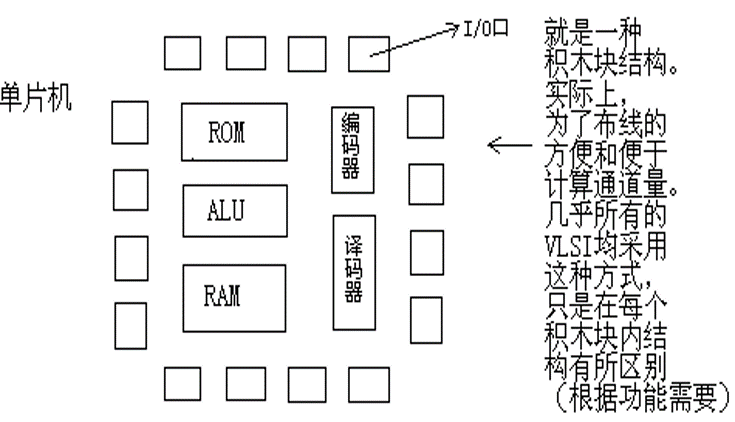 单片机
I/O口
ROM
ALU
RAM
编码器
译码器
就是一种
积木块结构。
实际上，
为了布线的
方便和便于
计算通道量。
几乎所有的
VLSI均采用
这种方式，
只是在每个
积木块内结
构有所区别
（根据功能需要）